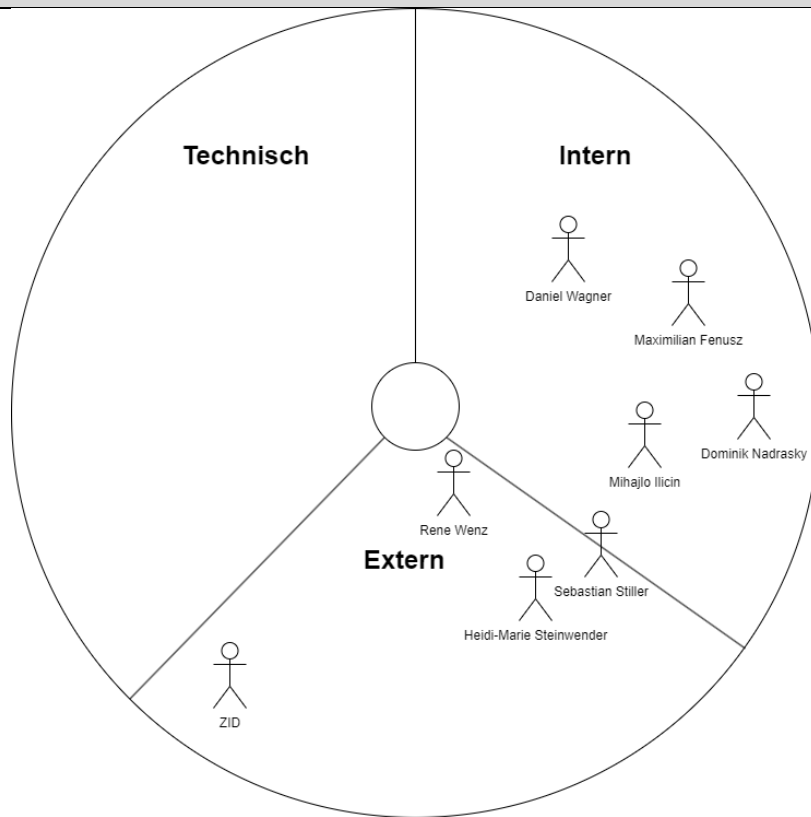 Technisch
Intern
Daniel Wagner
Maximilian Fenusz
Dominik Nadrasky
Mihajlo Ilicin
Rene Wenz
Extern
Sebastian Stiller
Heidi-Marie Steinwender
ZID